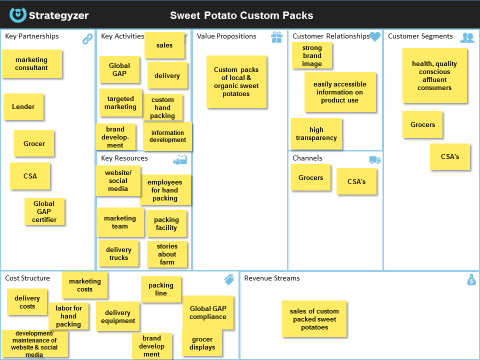 Strategyzer
Sweet Potato Custom Packs
Key Partnerships
marketing
consultant
Lender
Grocer
CSA
Global
GAP
certifier
Key Activities
sales
Global
GAP
delivery
targeted
marketing
custom
hand
packing
brand
develop-
ment
information
development
Key Resources
website/
social
media
employees
for hand
packing
marketing
team
packing
facility
delivery
trucks
stories
about
farm
Value Propositions
Custom packs
of local &
organic sweet
potatoes
Customer Relationships
strong
brand
image
easily accessible
information on
product use
high
transparency
Channels
Grocers
CSA's
Customer Segments
health, quality
conscious
affluent
consumers
Grocers
CSA's
Cost Structure
marketing
costs
delivery
costs
labor for
hand
packing
development/
maintenance of
website & social
media
delivery
equipment
packing
line
Global GAP
compliance
brand
develop
ment
grocer
displays
Revenue Streams
sales of custom
packed sweet
potatoes